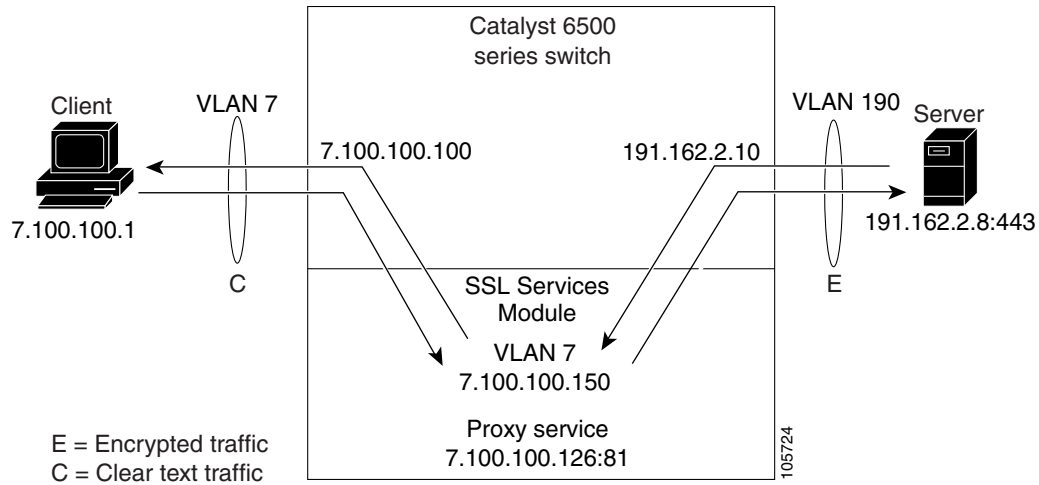 Catalyst 6500
series switch
Client
VLAN 7
VLAN 190
Server
7.100.100.100
191.162.2.10
7.100.100.1
191.162.2.8:443
C
E
SSL Services
Module
VLAN 7
7.100.100.150
Proxy service
7.100.100.126:81
E = Encrypted traffic
C = Clear text traffic
105724